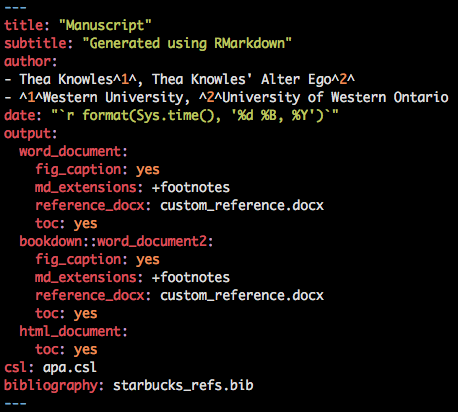 ---
title: "Manuscript"
subtitle: "Generated using RMarkdown"
author:
- Thea Knowles^1^, Thea Knowles' Alter Ego^2^
- ^1^Western University, ^2^University of Western Ontario
date: "`r format(Sys.time(), '%d %B, %Y')`"
output:
  word_document:
    fig_caption: yes
    md_extensions: +footnotes
    reference_docx: custom_reference.docx
    toc: yes
  bookdown::word_document2:
    fig_caption: yes
    md_extensions: +footnotes
    reference_docx: custom_reference.docx
    toc: yes
  html_document:
    toc: yes
csl: apa.csl
bibliography: starbucks_refs.bib
---